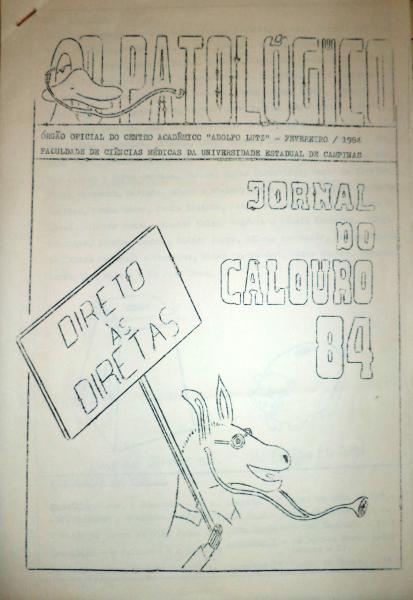 O PATOLÓGICO
ÓRGÃO OFICIAL DO CENTRO ACADÊMICO "ADOLFO LUTZ" - FEVEREIRO / 1984
FACULDADE DE CIÊNCIAS MÉDICAS DA UNIVERSIDADE ESTADUAL DE CAMPINAS
JORNAL
DO
CALOURO
84
DIRETO
ÀS
DIRETAS